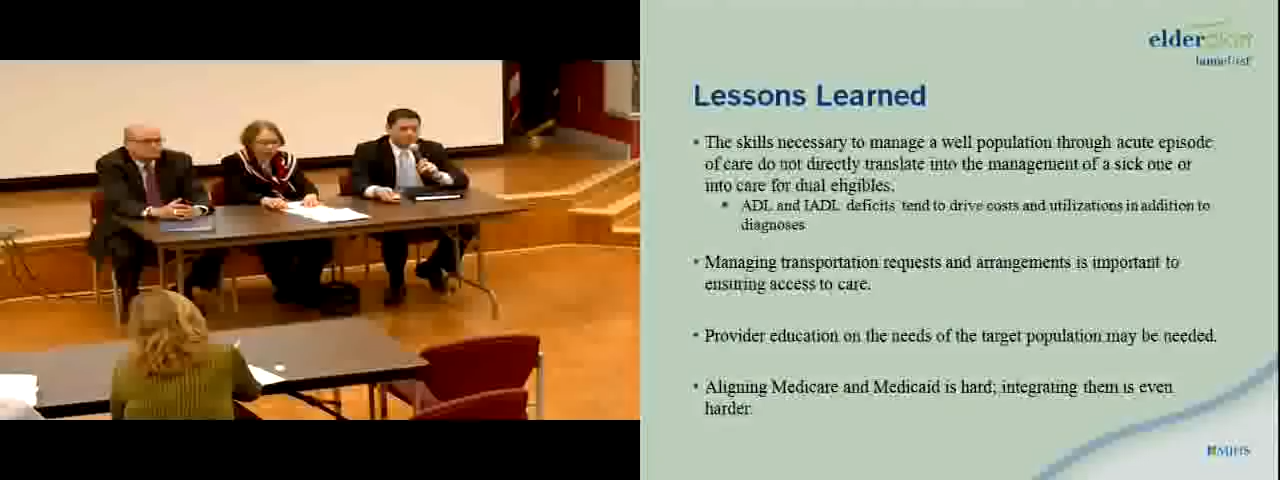 elder
Lessons Learned
• The skills necessary to manage a well population through acute episode
of care do not directly translate into the management of a sick one or
into care for dual eligibles.
• ADL and IADL deficits tend to drive costs and utilizations in addition to
diagnoses
• Managing transportation requests and arrangements is important to
ensuring access to care.
• Provider education on the needs of the target population may be needed.
• Aligning Medicare and Medicaid is hard; integrating them is even
harder.
MJHS